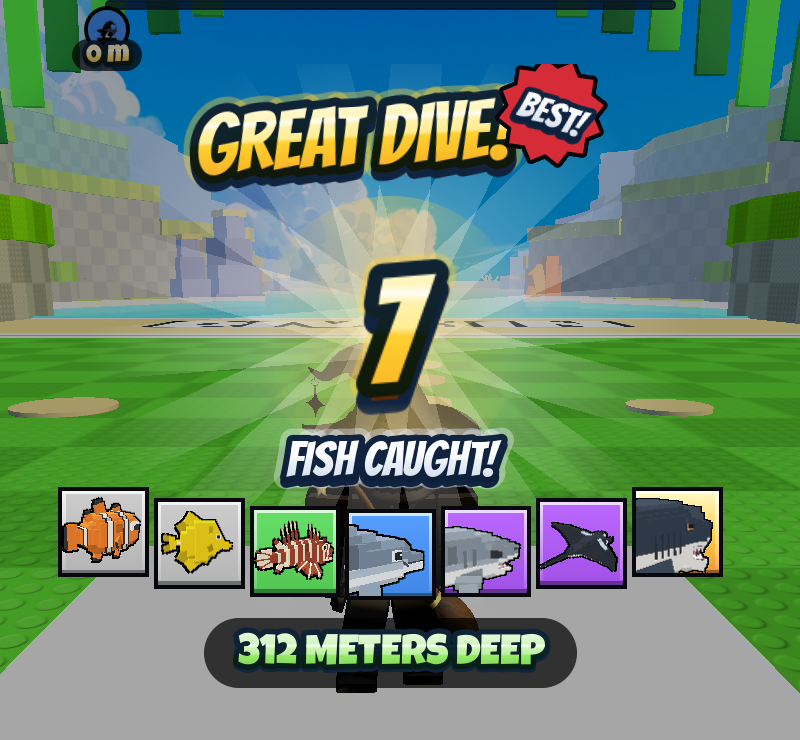 0 m
GREAT DIVE!
BEST!
7
FISH CAUGHT!
312 METERS DEEP